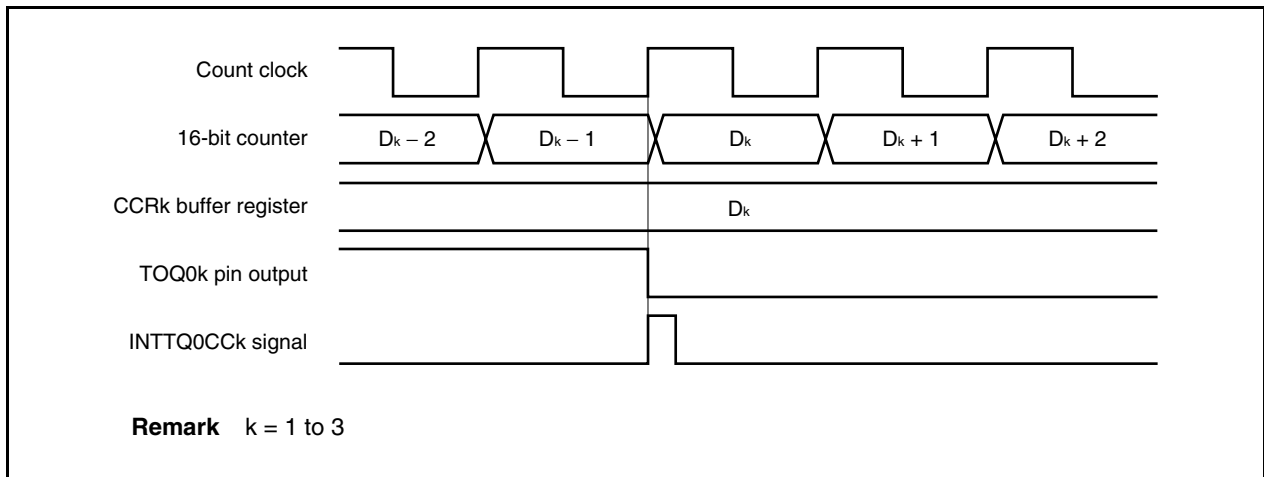 Count clock
16-bit counter Dk − 2 Dk − 1 Dk Dk + 1 Dk + 2
CCRk buffer register Dk
TOQ0k pin output
INTTQ0CCk signal
Remark k = 1 to 3